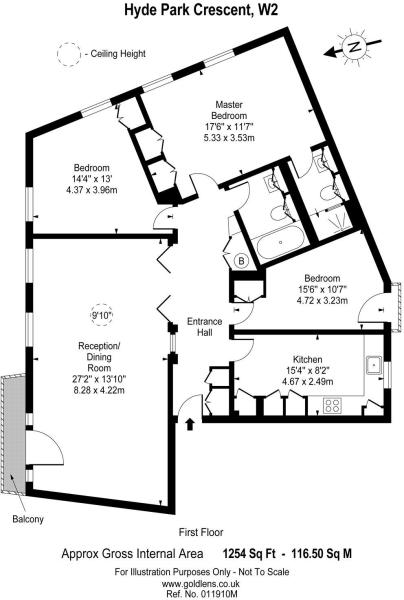 Hyde Park Crescent, W2
- Ceiling Height
N
Master
Bedroom
17'6" x 11'7"
5.33 x 3.53m
Bedroom
14'4" x 13'
4.37 x 3.96m
B
Bedroom
15'6" x 10'7"
4.72 x 3.23m
9'10"
Entrance
Hall
Reception/
Dining
Room
27'2" x 13'10"
8.28 x 4.22m
Kitchen
15'4" x 8'2"
4.67 x 2.49m
Balcony
First Floor
Approx Gross Internal Area 1254 Sq Ft - 116.50 Sq M
For Illustration Purposes Only - Not To Scale
www.goldlens.co.uk
Ref. No. 011910M